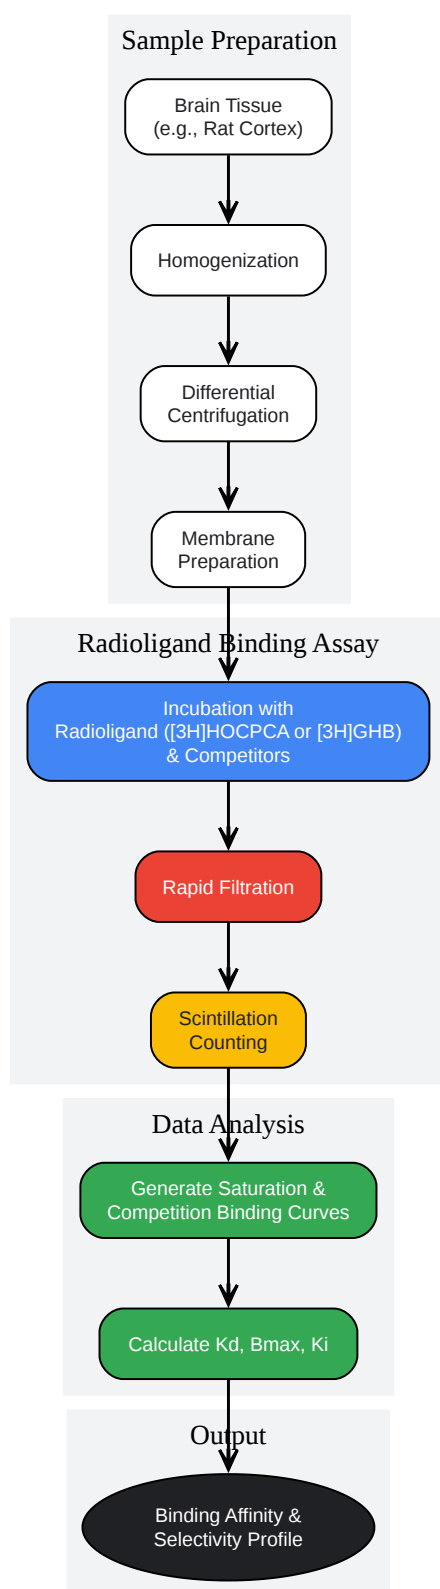 Sample Preparation
Brain Tissue
(e.g., Rat Cortex)
Homogenization
Differential
Centrifugation
Membrane
Preparation
Radioligand Binding Assay
Incubation with
Radioligand ([3H]HOCPCA or [3H]GHB)
& Competitors
Rapid Filtration
Scintillation
Counting
Data Analysis
Generate Saturation &
Competition Binding Curves
Calculate Kd, Bmax, Ki
Output
Binding Affinity &
Selectivity Profile